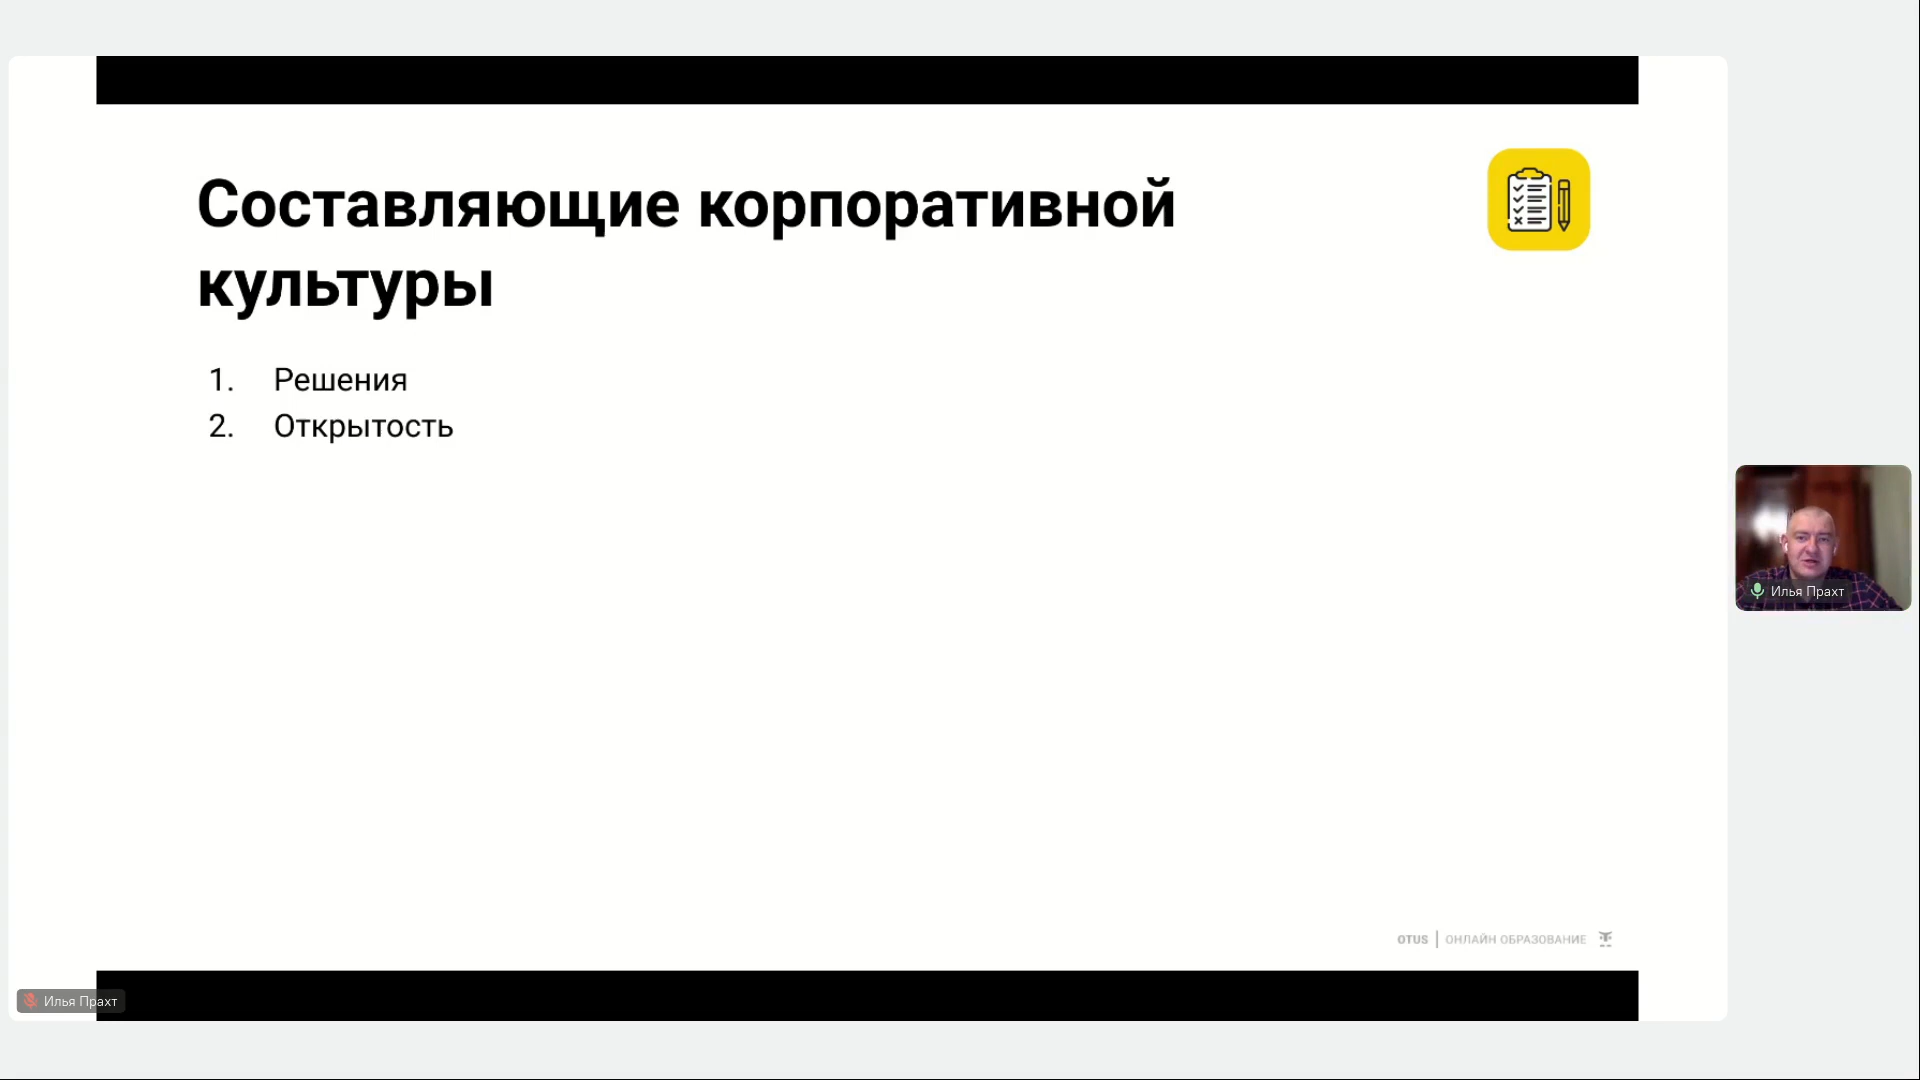 Составляющие корпоративной
культуры
1. Решения
2. Открытость
Илья Прахт
OTUS | ОНЛАЙН ОБРАЗОВАНИЕ
Илья Прахт